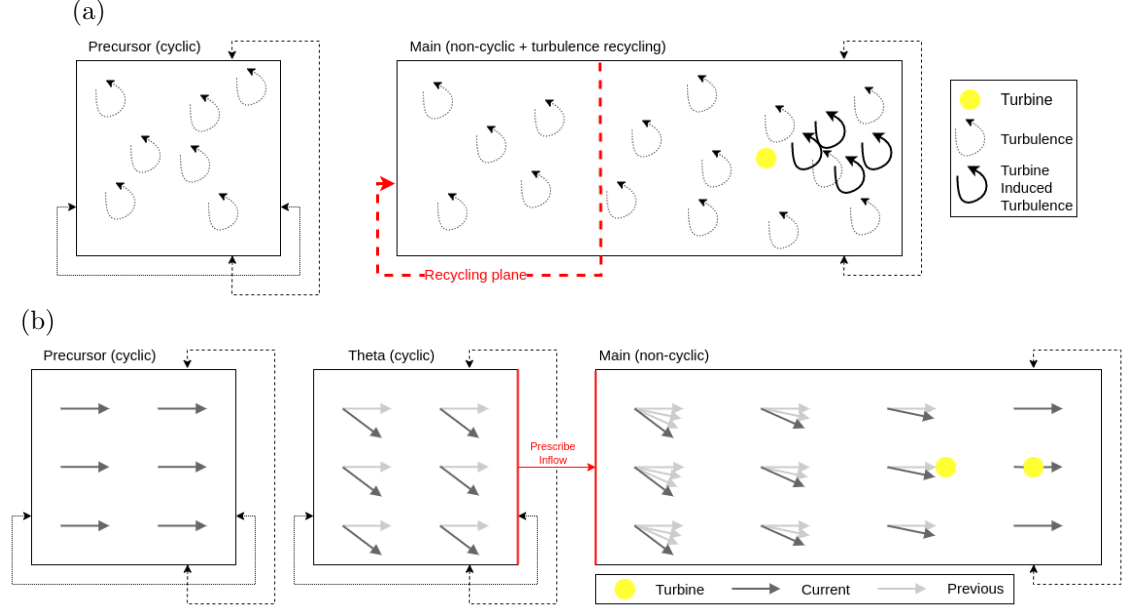 (a)
Precursor (cyclic)
Main (non-cyclic + turbulence recycling)
Turbine
Turbulence
Turbine
Induced
Turbulence
Recycling plane
(b)
Precursor (cyclic)
Theta (cyclic)
Main (non-cyclic)
Prescribe
Inflow
Turbine
Current
Previous